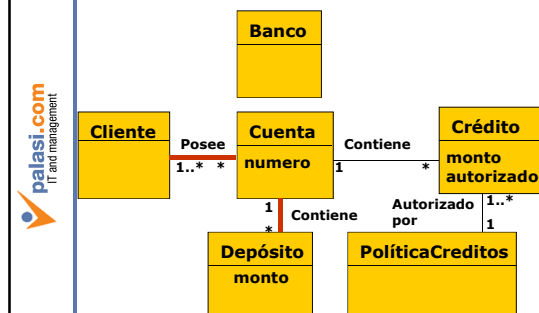 palasi.com
IT and management
Banco
Cliente
Posee
1..* *
Cuenta
numero
Contiene
1 *
Crédito
monto
autorizado
1
Contiene
*
Autorizado
por
1..*
1
Depósito
monto
PolíticaCreditos